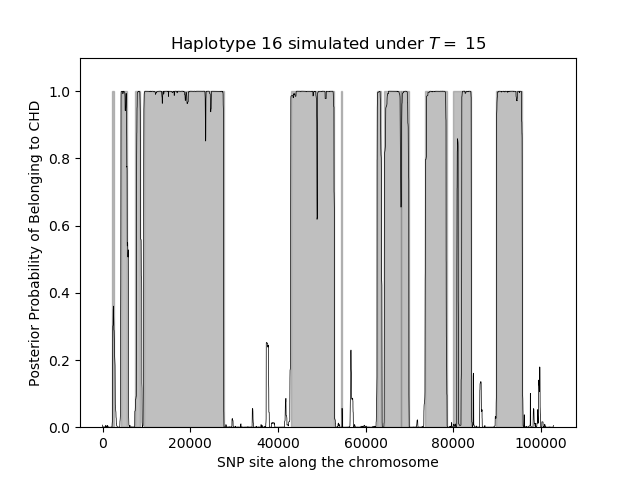 Haplotype 16 simulated under T = 15
Posterior Probability of Belonging to CHD
1.0
0.8
0.6
0.4
0.2
0.0
0 20000 40000 60000 80000 100000
SNP site along the chromosome